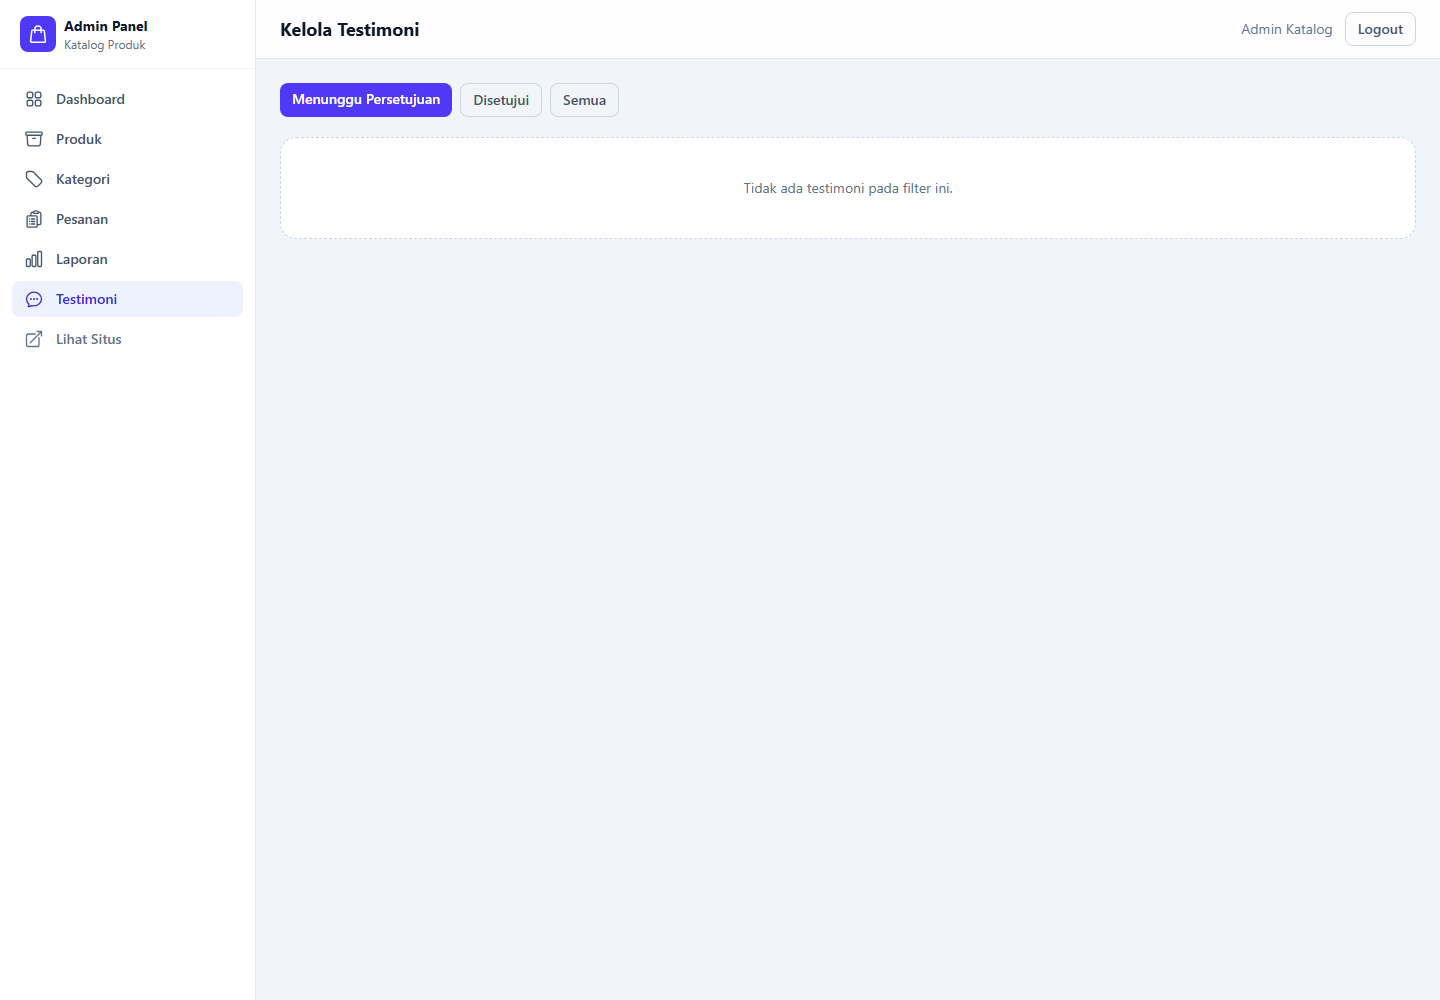 Admin Panel
Katalog Produk
Dashboard
Produk
Kategori
Pesanan
Laporan
Testimoni
Lihat Situs
Kelola Testimoni
Admin Katalog
Logout
Menunggu Persetujuan
Disetujui
Semua
Tidak ada testimoni pada filter ini.